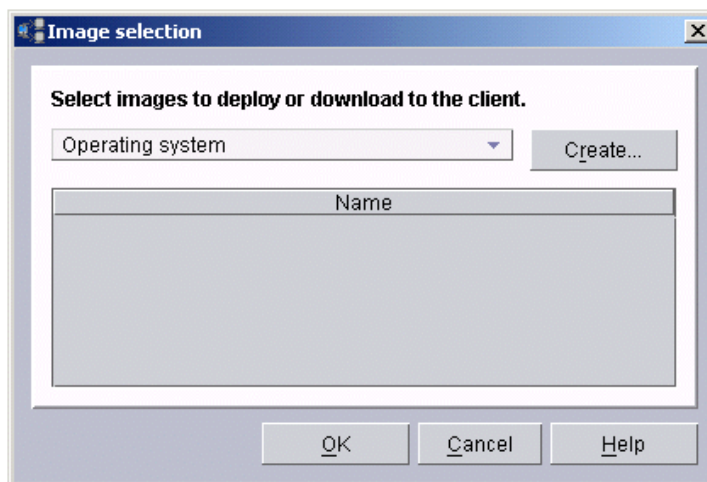 Image selection
Select images to deploy or download to the client.
Operating system
Create...
Name
OK
Cancel
Help